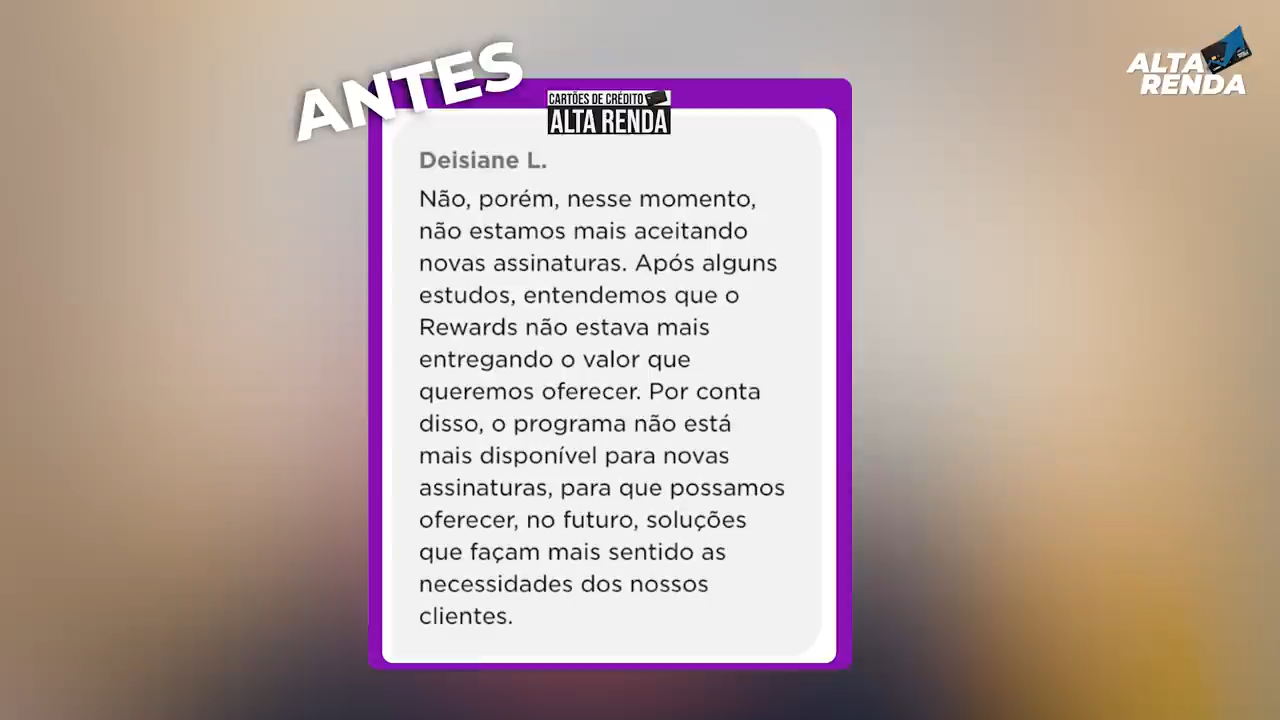 ANTES
ALTA
RENDA
CARTÕES DE CRÉDITO
ALTA RENDA
Deisiane L.
Não, porém, nesse momento,
não estamos mais aceitando
novas assinaturas. Após alguns
estudos, entendemos que o
Rewards não estava mais
entregando o valor que
queremos oferecer. Por conta
disso, o programa não está
mais disponível para novas
assinaturas, para que possamos
oferecer, no futuro, soluções
que façam mais sentido as
necessidades dos nossos
clientes.